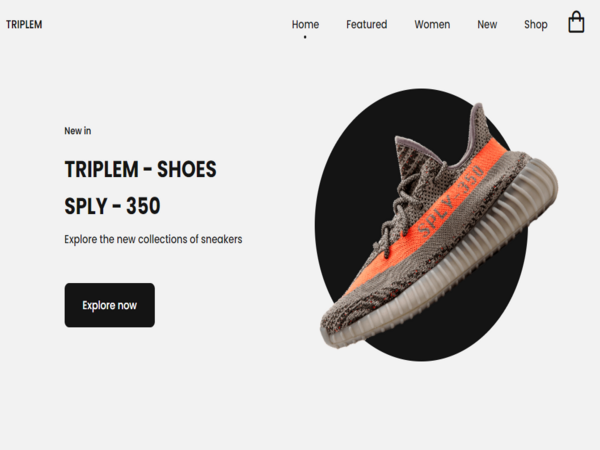 TRIPLEM
Home Featured Women New Shop
New in
TRIPLEM - SHOES
SPLY - 350
Explore the new collections of sneakers
Explore now
SPLY-350